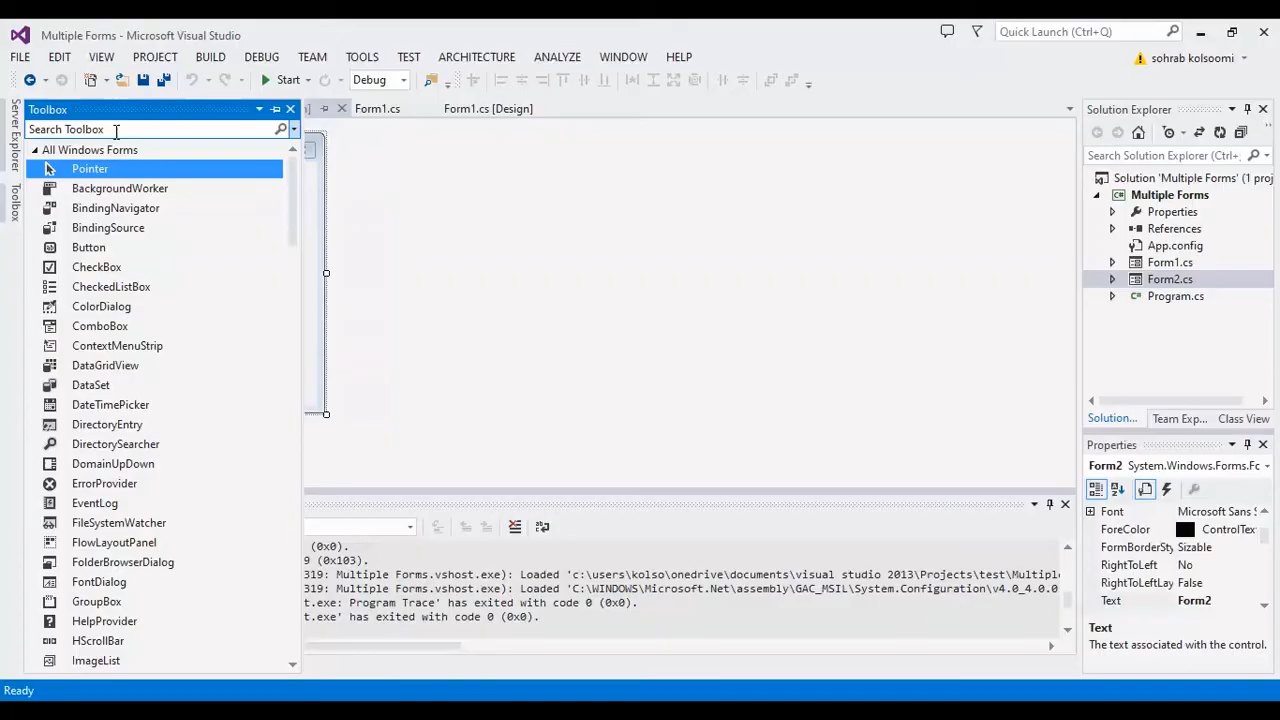 Multiple Forms - Microsoft Visual Studio
Quick Launch (Ctrl+Q)
FILE EDIT VIEW PROJECT BUILD DEBUG TEAM TOOLS TEST ARCHITECTURE ANALYZE WINDOW HELP
sohrab kolsoomi
Start
Debug
Server Explorer
Toolbox
Toolbox
Search Toolbox
All Windows Forms
Pointer
BackgroundWorker
BindingNavigator
BindingSource
Button
CheckBox
CheckedListBox
ColorDialog
ComboBox
ContextMenuStrip
DataGridView
DataSet
DateTimePicker
DirectoryEntry
DirectorySearcher
DomainUpDown
ErrorProvider
EventLog
FileSystemWatcher
FlowLayoutPanel
FolderBrowserDialog
FontDialog
GroupBox
HelpProvider
HScrollBar
ImageList
Form1.cs
Form1.cs [Design]
(0x0).
9 (0x103).
319: Multiple Forms.vshost.exe): Loaded 'c:\users\kolso\onedrive\documents\visual studio 2013\Projects\test\Multiple
319: Multiple Forms.vshost.exe): Loaded 'C:\WINDOWS\Microsoft.Net\assembly\GAC_MSIL\System.Configuration\v4.0_4.0.0
t.exe: Program Trace' has exited with code 0 (0x0).
t.exe' has exited with code 0 (0x0).
Solution Explorer
Search Solution Explorer (Ctrl+
Solution 'Multiple Forms' (1 proj
Multiple Forms
Properties
References
App.config
Form1.cs
Form2.cs
Program.cs
Solution... Team Exp... Class View
Properties
Form2 System.Windows.Forms.Fc
Font Microsoft Sans S
ForeColor ControlTex
FormBorderSty Sizable
RightToLeft No
RightToLeftLay False
Text Form2
Text
The text associated with the control.
Ready